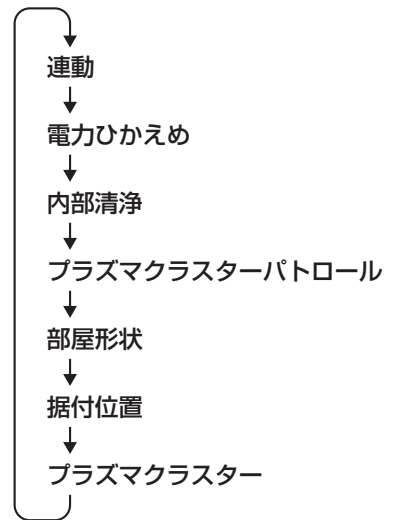 連動
電力ひかえめ
内部清浄
プラズマクラスターパトロール
部屋形状
据付位置
プラズマクラスター